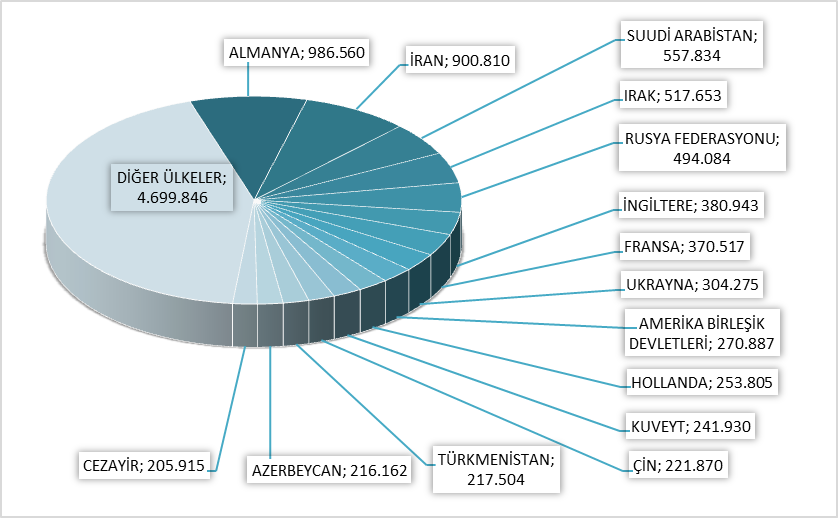 ALMANYA; 986.560
İRAN; 900.810
SUUDİ ARABİSTAN;
557.834
IRAK; 517.653
RUSYA FEDERASYONU;
494.084
İNGİLTERE; 380.943
FRANSA; 370.517
UKRAYNA; 304.275
AMERİKA BİRLEŞİK
DEVLETLERİ; 270.887
HOLLANDA; 253.805
KUVEYT; 241.930
ÇİN; 221.870
TÜRKMENİSTAN;
217.504
AZERBEYCAN; 216.162
CEZAYİR; 205.915
DİĞER ÜLKELER;
4.699.846